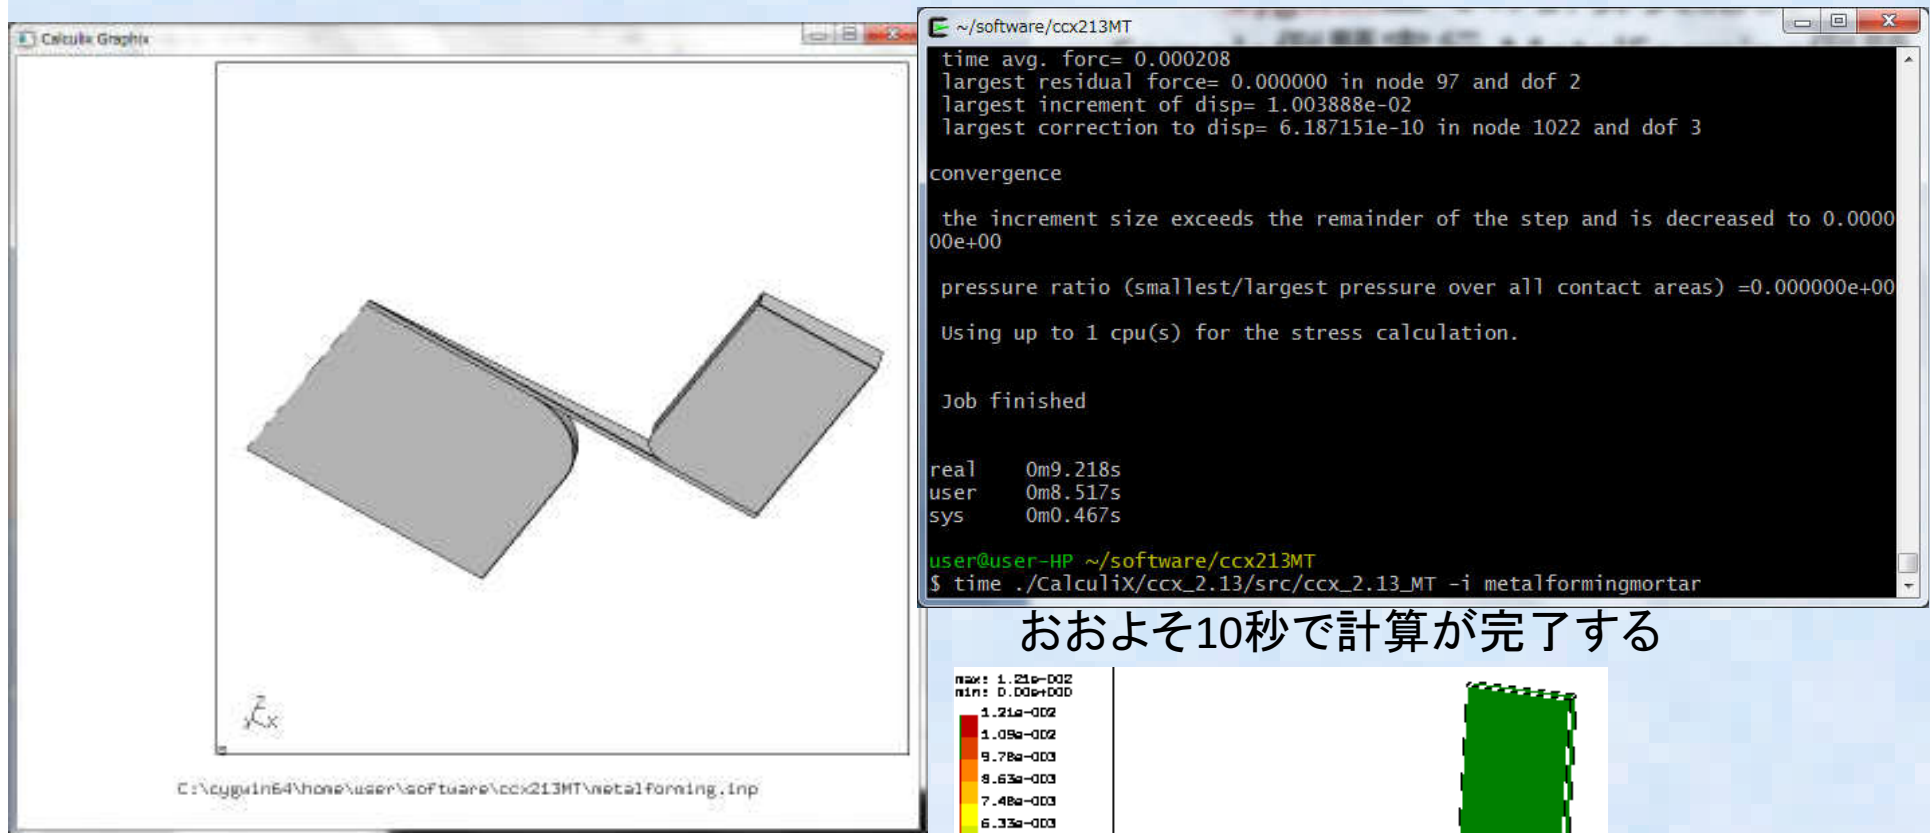 Calculix Graphix
Z
X
C:\cygwin64\home\user\software\ccx213MT\metalforming.inp
~/software/ccx213MT
time avg. forc= 0.000208
largest residual force= 0.000000 in node 97 and dof 2
largest increment of disp= 1.003888e-02
largest correction to disp= 6.187151e-10 in node 1022 and dof 3
convergence
the increment size exceeds the remainder of the step and is decreased to 0.0000
00e+00
pressure ratio (smallest/largest pressure over all contact areas) =0.000000e+00
Using up to 1 cpu(s) for the stress calculation.
Job finished
real 0m9.218s
user 0m8.517s
sys 0m0.467s
user@user-HP ~/software/ccx213MT
$ time ./CalculiX/ccx_2.13/src/ccx_2.13_MT -i metalformingmortar
おおよそ10秒で計算が完了する
max: 1.21e-002
min: 0.00e+000
1.21e-002
1.09e-002
9.78e-003
8.63e-003
7.48e-003
6.33e-003